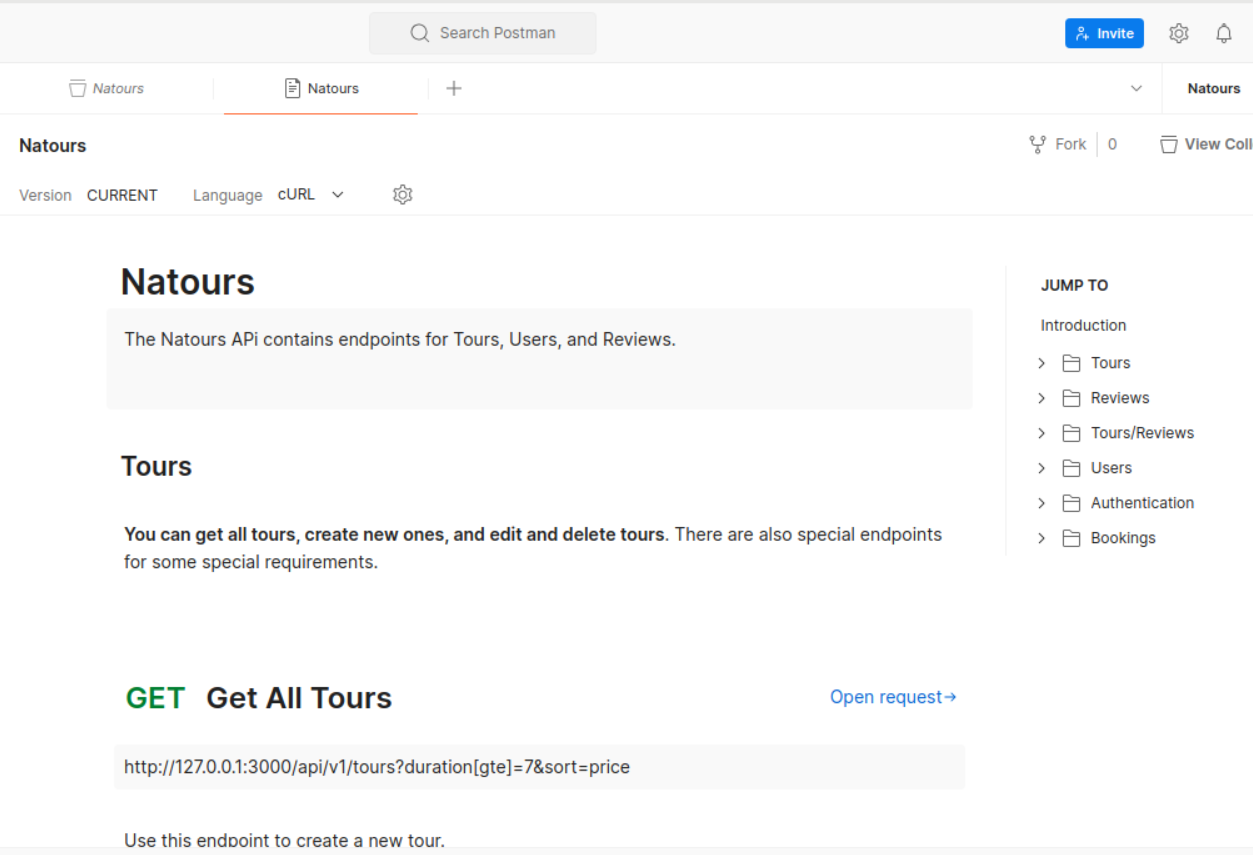 Search Postman
Invite
Natours
Natours
Natours
Natours
Fork 0
View Coll
Version CURRENT Language cURL
Natours
The Natours APi contains endpoints for Tours, Users, and Reviews.
Tours
You can get all tours, create new ones, and edit and delete tours. There are also special endpoints
for some special requirements.
GET Get All Tours
Open request→
http://127.0.0.1:3000/api/v1/tours?duration[gte]=7&sort=price
Use this endpoint to create a new tour.
JUMP TO
Introduction
Tours
Reviews
Tours/Reviews
Users
Authentication
Bookings